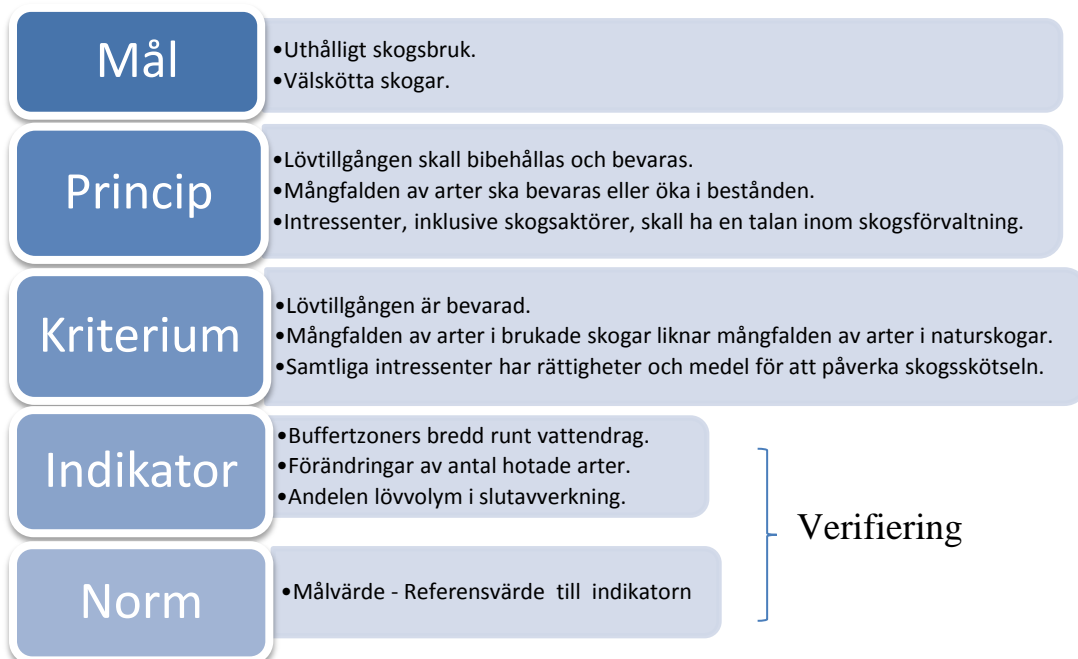 Mål
•Uthålligt skogsbruk.
•Välskötta skogar.
Princip
•Lövtillgången skall bibehållas och bevaras.
•Mångfalden av arter ska bevaras eller öka i bestånden.
•Intressenter, inklusive skogsaktörer, skall ha en talan inom skogsförvaltning.
Kriterium
•Lövtillgången är bevarad.
•Mångfalden av arter i brukade skogar liknar mångfalden av arter i naturskogar.
•Samtliga intressenter har rättigheter och medel för att påverka skogsskötseln.
Indikator
•Buffertzoners bredd runt vattendrag.
•Förändringar av antal hotade arter.
•Andelen lövvolym i slutavverkning.
Verifiering
Norm
•Målvärde - Referensvärde till indikatorn